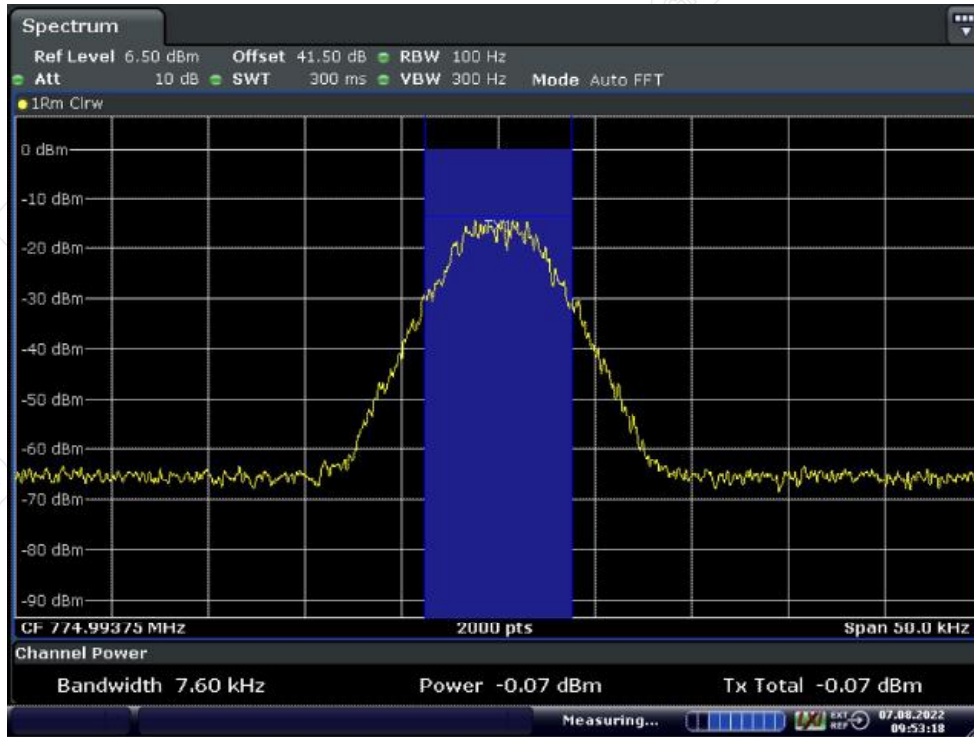 Spectrum
Ref Level 6.50 dBm Offset 41.50 dB RBW 100 Hz
Att 10 dB SWT 300 ms VBW 300 Hz Mode Auto FFT
1Rm Clrw
0 dBm
-10 dBm
-20 dBm
-30 dBm
-40 dBm
-50 dBm
-60 dBm
-70 dBm
-80 dBm
-90 dBm
CF 774.99375 MHz 2000 pts Span 50.0 kHz
Channel Power
Bandwidth 7.60 kHz Power -0.07 dBm Tx Total -0.07 dBm
Measuring... LXI EXT REF 07.08.2022
09:53:18